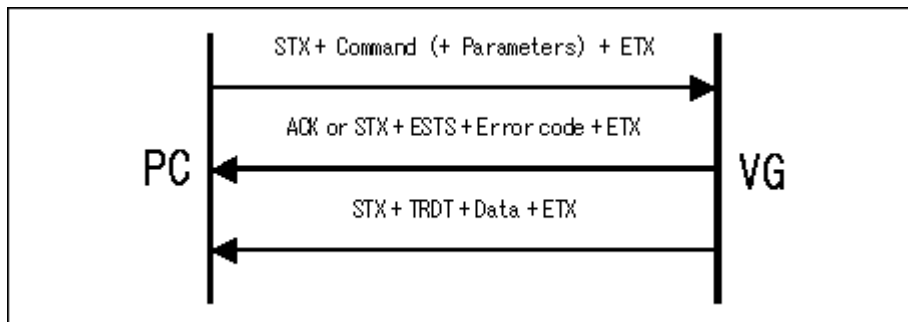 STX + Command (+ Parameters) + ETX
ACK or STX + ESTS + Error code + ETX
PC
VG
STX + TRDT + Data + ETX